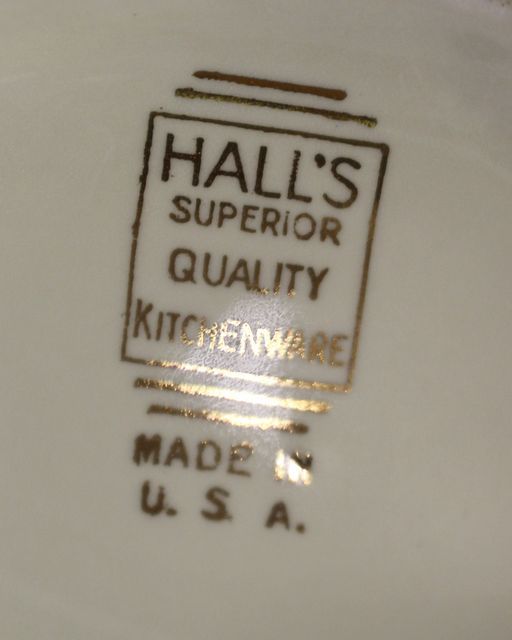 HALL'S
SUPERIOR
QUALITY
KITCHENWARE
MADE IN
U. S. A.